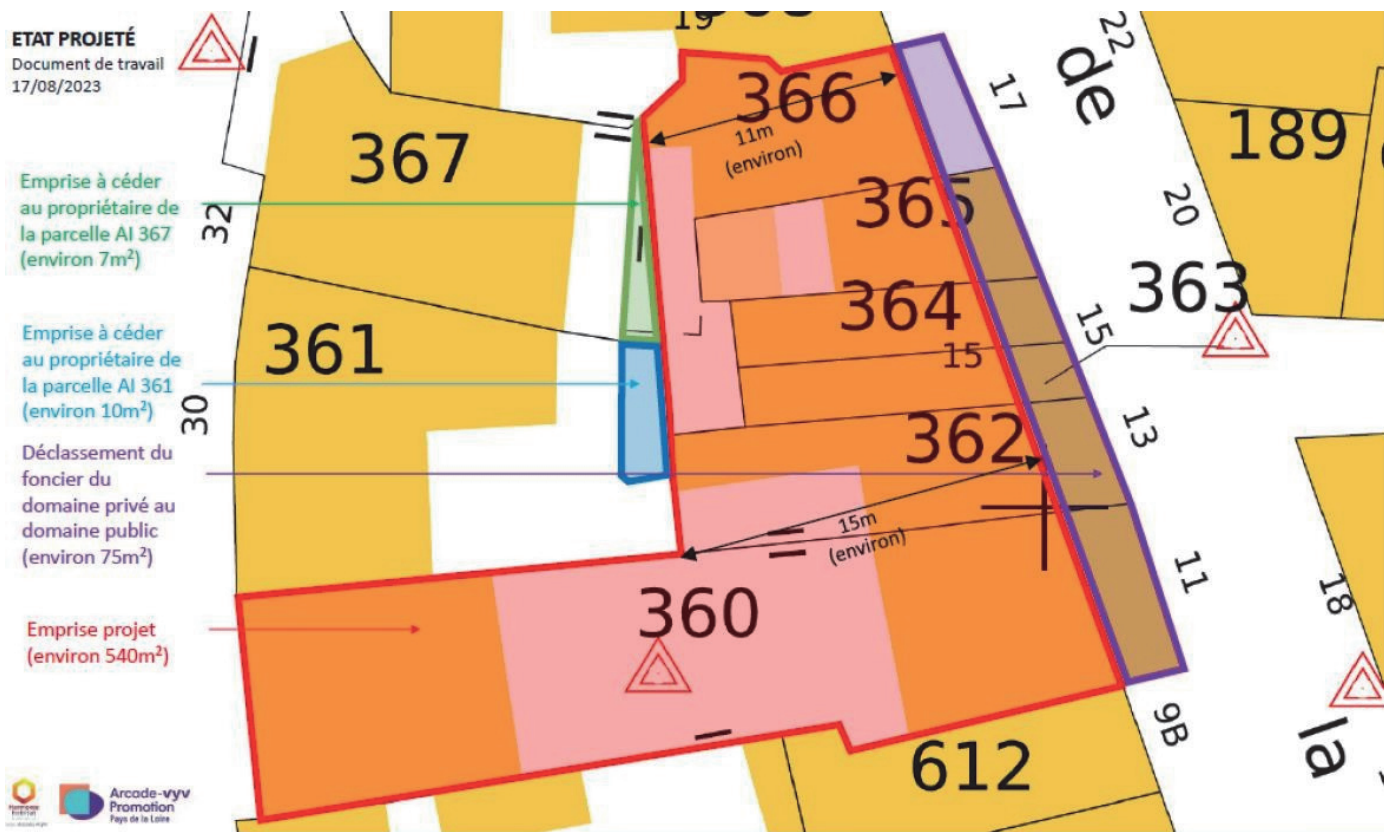 ETAT PROJETÉ
Document de travail
17/08/2023
Emprise à céder
au propriétaire de
la parcelle AI 367
(environ 7m²)
Emprise à céder
au propriétaire de
la parcelle AI 361
(environ 10m²)
Déclassement du
foncier du
domaine privé au
domaine public
(environ 75m²)
Emprise projet
(environ 540m²)
19
22
de
366
17
11m
(environ)
189
367
32
365
20
363
364
361
15
15
30
362
13
15m
(environ)
11
18
360
9B
la
612
Harmonie
Habitat
Arcade-vyv
Promotion
Pays de la Loire